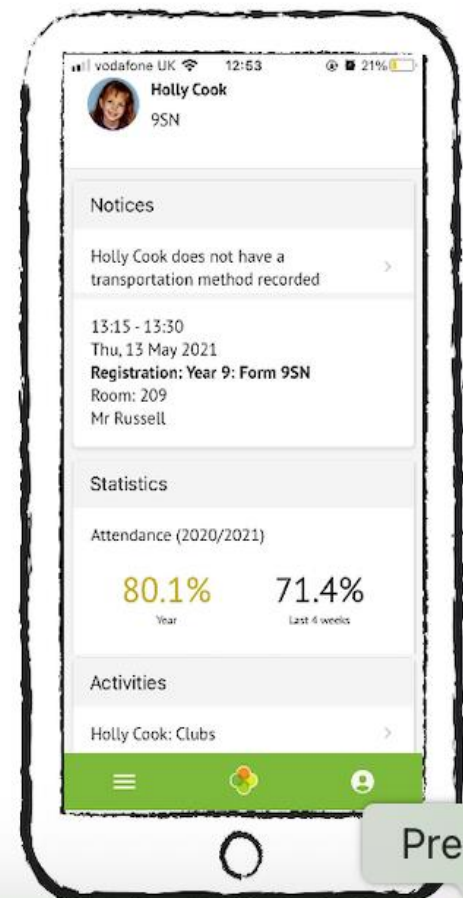 vodafone UK 12:53 21%
Holly Cook
9SN
Notices
Holly Cook does not have a
transportation method recorded
13:15 - 13:30
Thu, 13 May 2021
Registration: Year 9: Form 9SN
Room: 209
Mr Russell
Statistics
Attendance (2020/2021)
80.1% 71.4%
Year Last 4 weeks
Activities
Holly Cook: Clubs
Pre